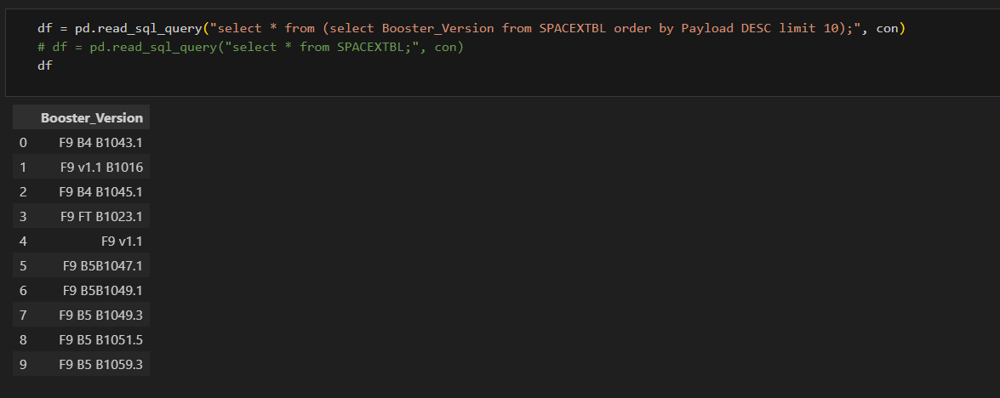 df = pd.read_sql_query("select * from (select Booster_Version from SPACEXTBL order by Payload DESC limit 10);", con)
# df = pd.read_sql_query("select * from SPACEXTBL;", con)
df
Booster_Version
0 F9 B4 B1043.1
1 F9 v1.1 B1016
2 F9 B4 B1045.1
3 F9 FT B1023.1
4 F9 v1.1
5 F9 B5B1047.1
6 F9 B5B1049.1
7 F9 B5 B1049.3
8 F9 B5 B1051.5
9 F9 B5 B1059.3